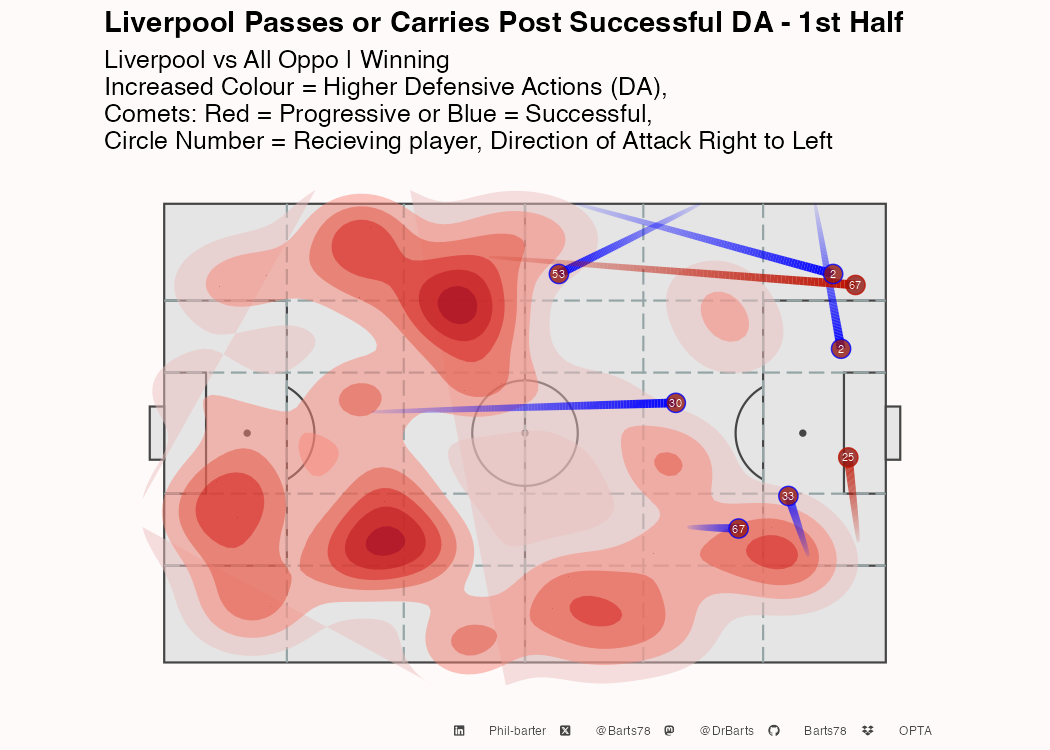 Liverpool Passes or Carries Post Successful DA - 1st Half
Liverpool vs All Oppo | Winning
Increased Colour = Higher Defensive Actions (DA),
Comets: Red = Progressive or Blue = Successful,
Circle Number = Recieving player, Direction of Attack Right to Left
53
2
67
2
30
25
33
67
Phil-barter @Barts78 @DrBarts Barts78 OPTA